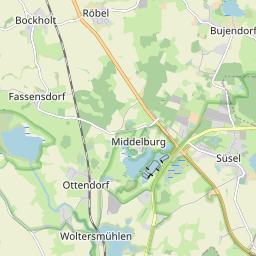 Röbel
Bockholt
Bujendorf
Fassensdorf
Middelburg
Süsel
Ottendorf
Woltersmühlen